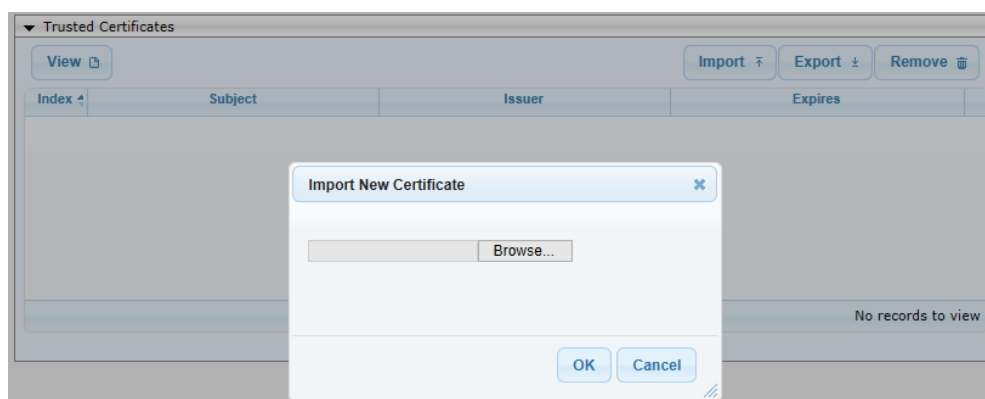 Trusted Certificates
View Import Export Remove
Index Subject Issuer Expires
Import New Certificate
Browse...
No records to view
OK Cancel